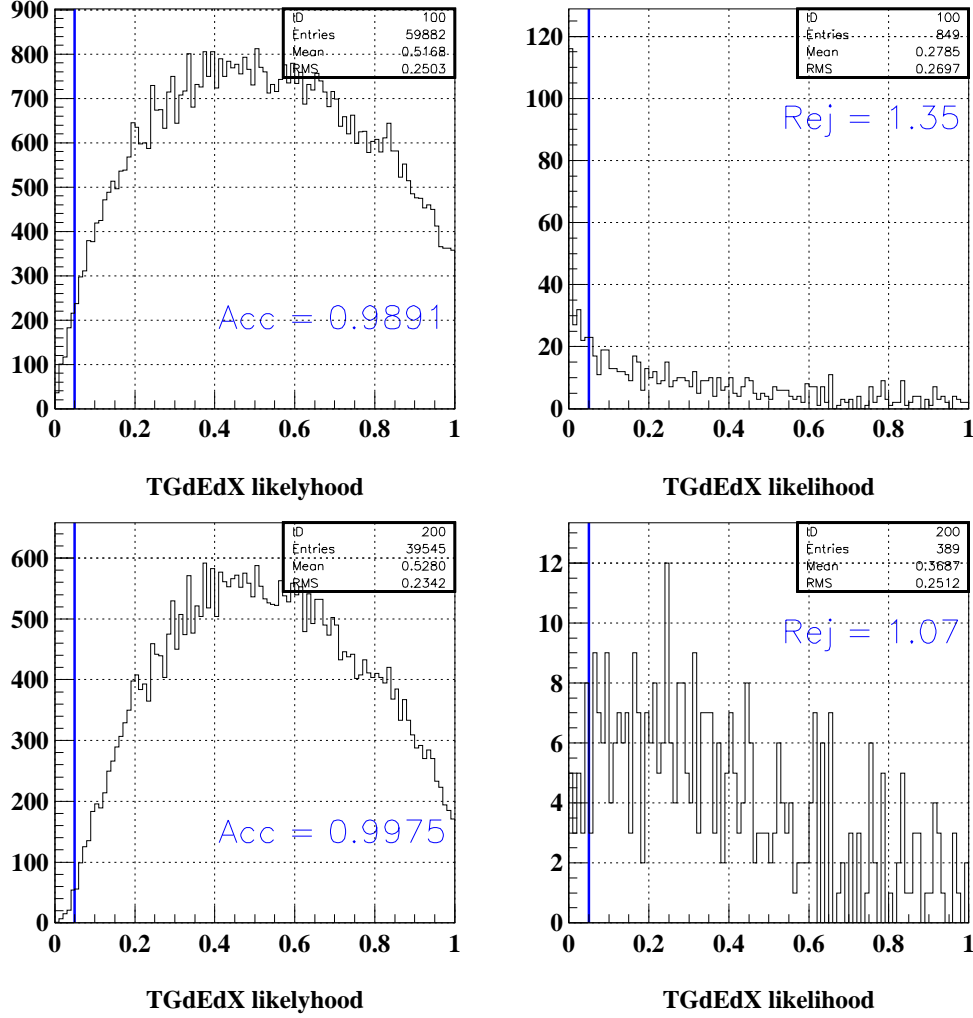 ID 100
Entries 59882
Mean 0.5168
RMS 0.2503
900
800
700
600
500
400
300
200
100
0
Acc = 0.9891
0 0.2 0.4 0.6 0.8 1
TGdEdX likelyhood
ID 100
Entries 849
Mean 0.2785
RMS 0.2697
120
100
80
60
40
20
0
Rej = 1.35
0 0.2 0.4 0.6 0.8 1
TGdEdX likelihood
ID 200
Entries 39545
Mean 0.5280
RMS 0.2342
600
500
400
300
200
100
0
Acc = 0.9975
0 0.2 0.4 0.6 0.8 1
TGdEdX likelyhood
ID 200
Entries 389
Mean 0.3687
RMS 0.2512
12
10
8
6
4
2
0
Rej = 1.07
0 0.2 0.4 0.6 0.8 1
TGdEdX likelihood